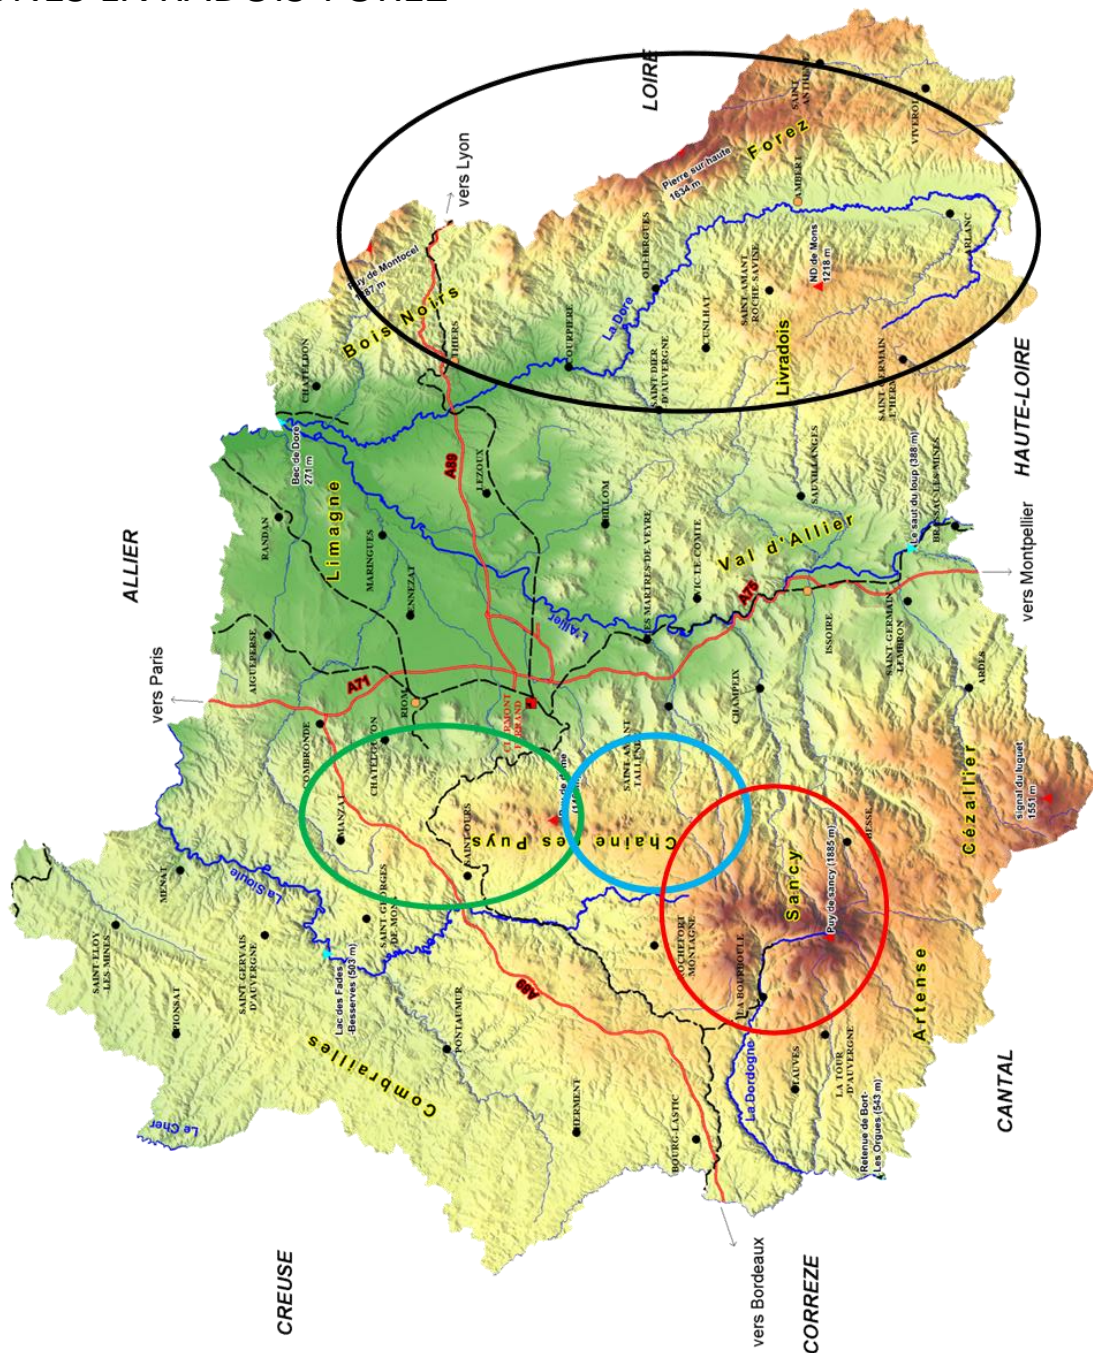 LOIRE
SAINT
ANTHEME
VIVEROLS
Forez
Pierre sur haute
1634 m
vers Lyon
AMBERT
ARLANC
ND de Mons
1218 m
OLLIERGUES
SAINT AMANT
ROCHE SAVINE
La Dore
CUNLHAT
Livradois
SAINT GERMAIN
L'HERM
Puy de Montocel
Bois Noirs
THIERS
CHATELDON
COURPIERE
SAINT DIER
D'AUVERGNE
HAUTE-LOIRE
Bec de Dore
271 m
A89
LEZOUX
BILLOM
SAUXILLANGES
Le saut du loup (388 m)
ALLIER
RANDAN
Limagne
MARINGUES
ENNEZAT
L'Allier
LES MARTRES-DE-VEYRE
VIC-LE-COMTE
Val d'Allier
A75
vers Montpellier
AIGUEPERSE
ISSOIRE
SAINT-GERMAIN
LEMBRON
vers Paris
A71
RIOM
CLERMONT
FERRAND
CHAMPEIX
ARDES
COMBRONDE
CHATELGUYON
SAINT AMANT
TALLENDE
MANZAT
Chaine des Puys
BESSE
Cézallier
signal du luguet
1551 m
SAINT-OURS
Sancy
Puy de sancy (1885 m)
MENAT
La Sioule
SAINT-GEORGES
DE MONS
ROCHEFORT
MONTAGNE
LA BOURBOULE
Artense
SAINT ELOY
-LES-MINES
SAINT-GERVAIS
D'AUVERGNE
Lac des Fades
-Besserves (503 m)
A89
PIONSAT
PONTAUMUR
Combrailles
La Dordogne
TAUVES
LA TOUR
D'AUVERGNE
CANTAL
Le Cher
HERMENT
BOURG-LASTIC
Retenue de Bort-
Les Orgues (543 m)
CREUSE
vers Bordeaux
CORREZE